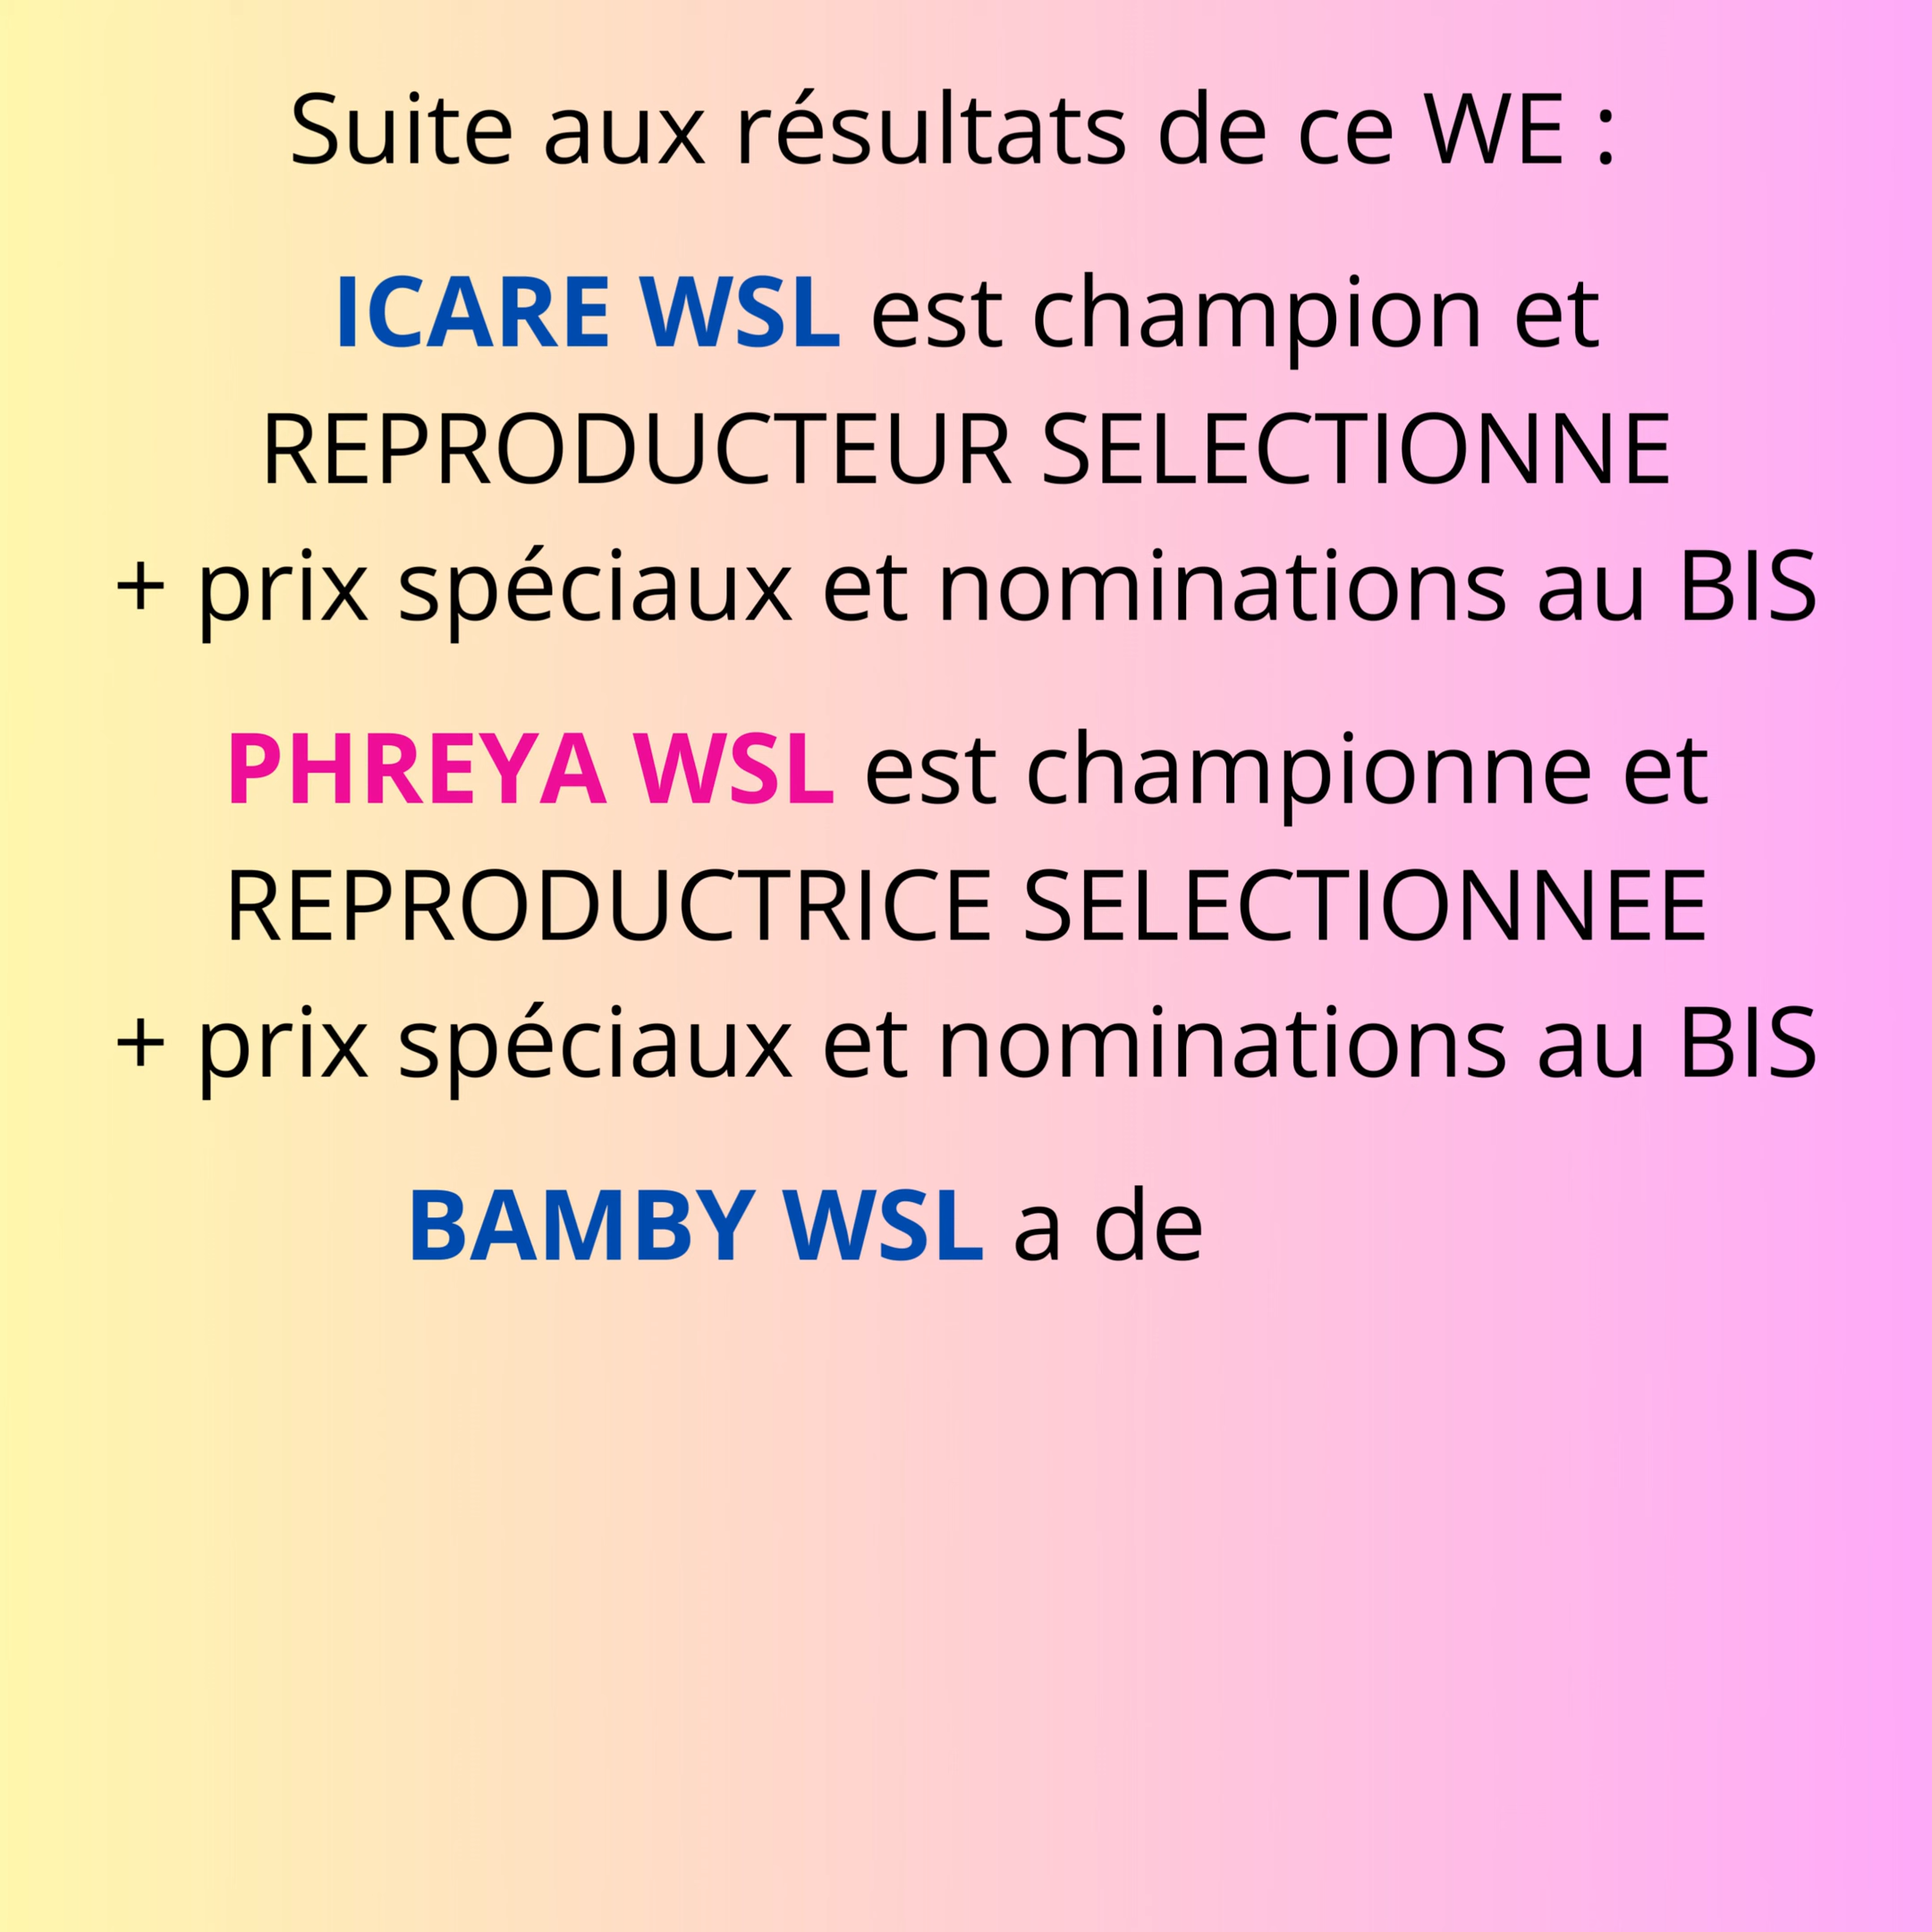 Suite aux résultats de ce WE :
ICARE WSL est champion et
REPRODUCTEUR SELECTIONNE
+ prix spéciaux et nominations au BIS
PHREYA WSL est championne et
REPRODUCTRICE SELECTIONNEE
+ prix spéciaux et nominations au BIS
BAMBY WSL a de